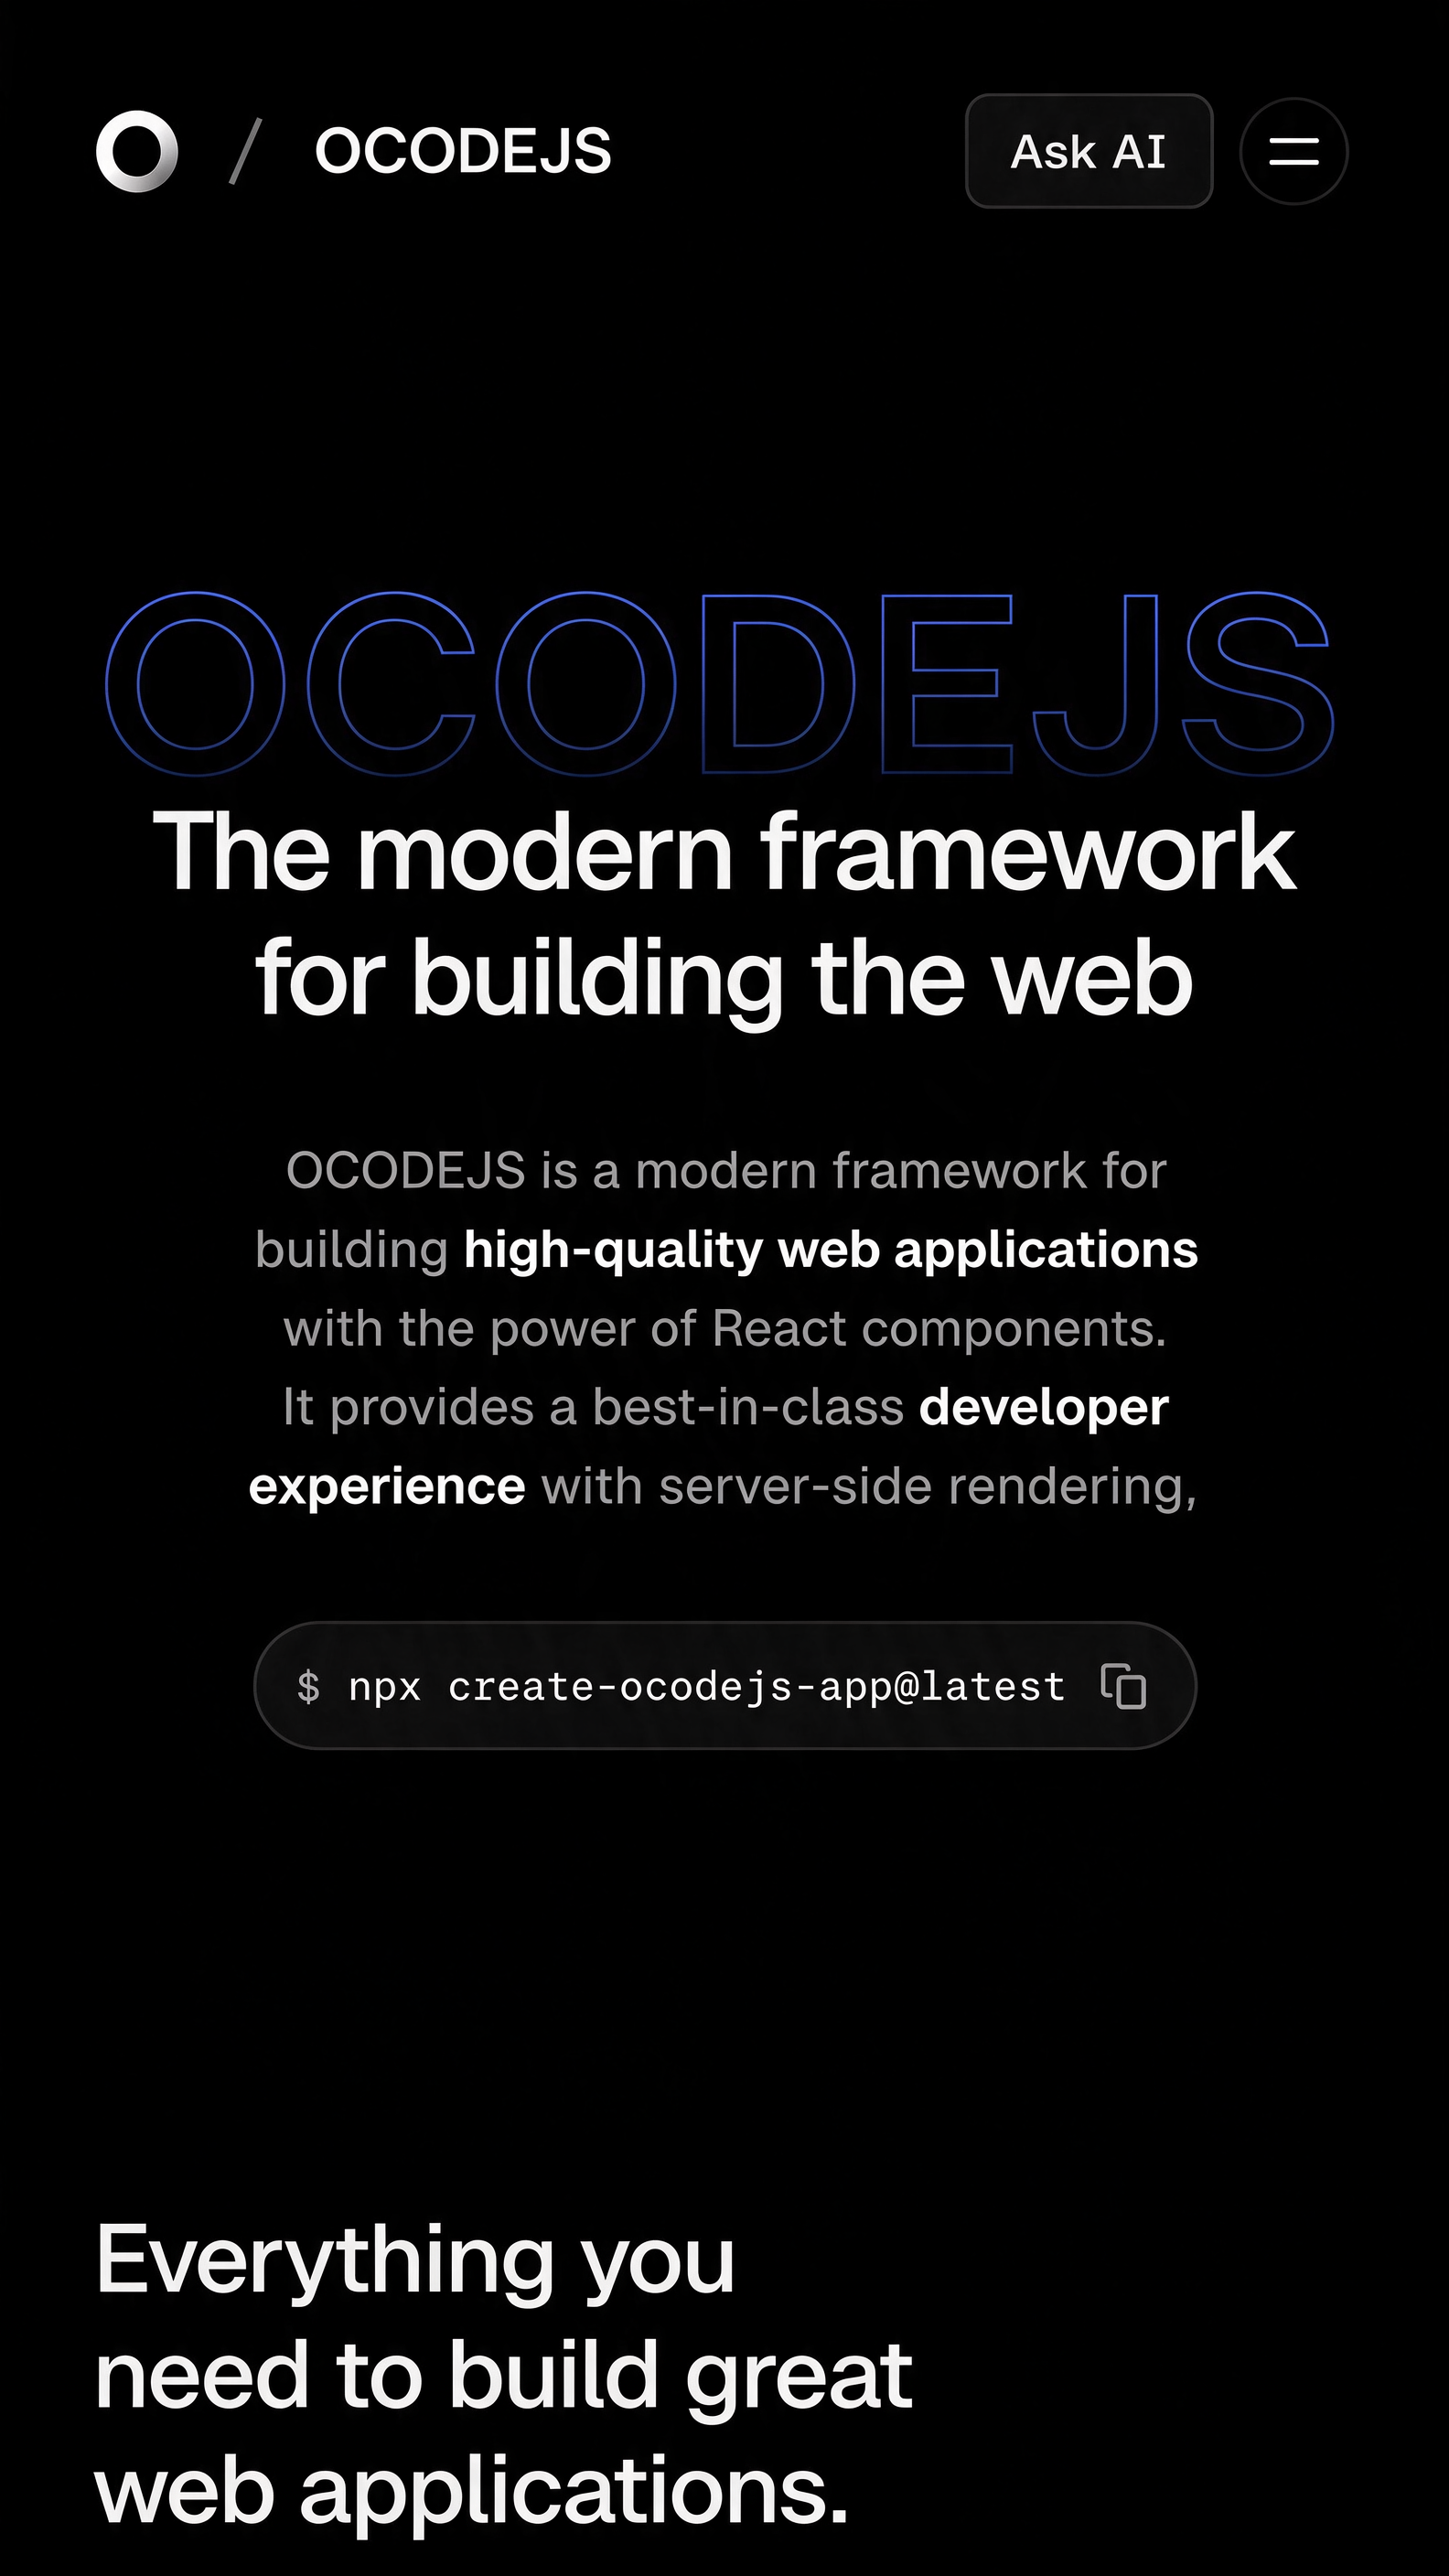 / OCODEJS Ask AI
OCODEJS
The modern framework
for building the web
OCODEJS is a modern framework for
building high-quality web applications
with the power of React components.
It provides a best-in-class developer
experience with server-side rendering,
$ npx create-ocodejs-app@latest
Everything you
need to build great
web applications.